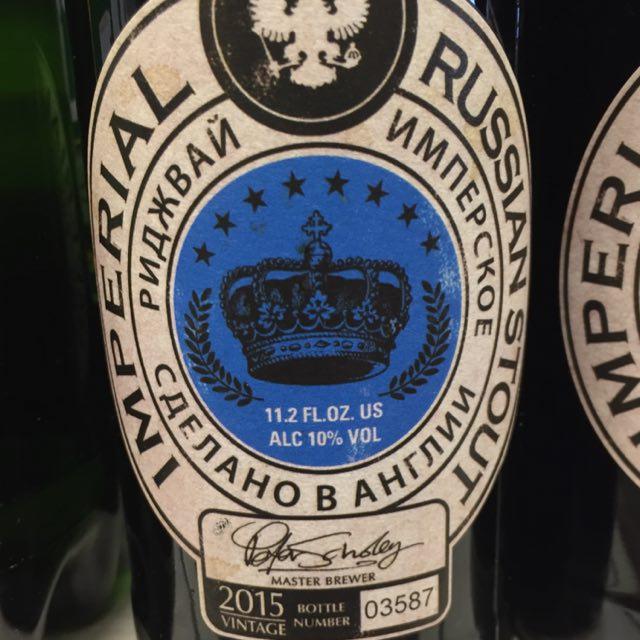 IMPERIAL
RUSSIAN STOUT
РИДЖВАЙ
ИМПЕРСКОЕ
СДЕЛАНО В АНГЛИИ
11.2 FL.OZ. US
ALC 10% VOL
MASTER BREWER
2015
VINTAGE
BOTTLE
NUMBER
03587
IMPERI